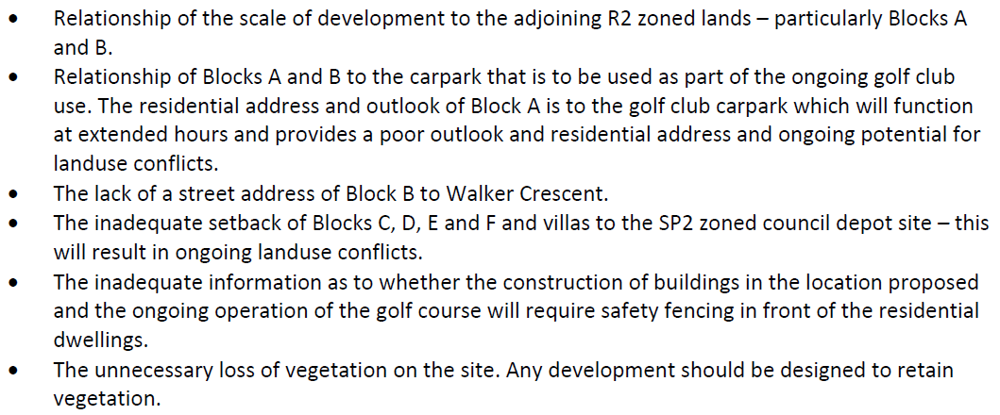 • Relationship of the scale of development to the adjoining R2 zoned lands – particularly Blocks A
and B.
• Relationship of Blocks A and B to the carpark that is to be used as part of the ongoing golf club
use. The residential address and outlook of Block A is to the golf club carpark which will function
at extended hours and provides a poor outlook and residential address and ongoing potential for
landuse conflicts.
• The lack of a street address of Block B to Walker Crescent.
• The inadequate setback of Blocks C, D, E and F and villas to the SP2 zoned council depot site – this
will result in ongoing landuse conflicts.
• The inadequate information as to whether the construction of buildings in the location proposed
and the ongoing operation of the golf course will require safety fencing in front of the residential
dwellings.
• The unnecessary loss of vegetation on the site. Any development should be designed to retain
vegetation.